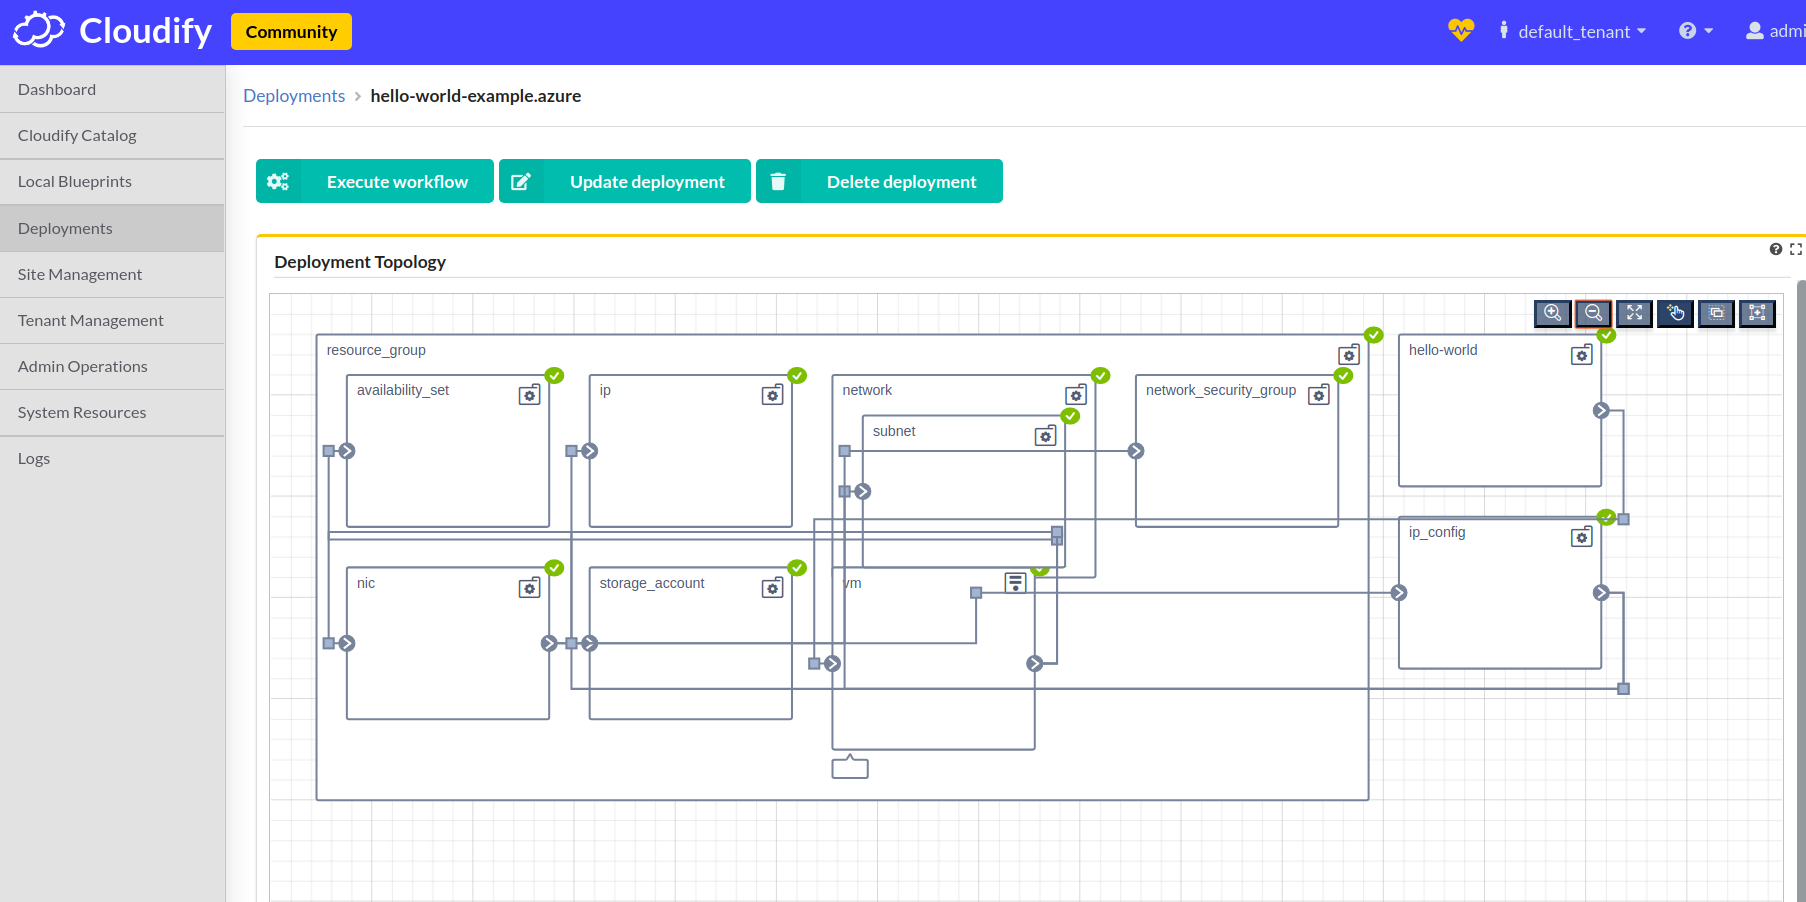 Cloudify Community default_tenant admi
Dashboard
Cloudify Catalog
Local Blueprints
Deployments
Site Management
Tenant Management
Admin Operations
System Resources
Logs
Deployments > hello-world-example.azure
Execute workflow Update deployment Delete deployment
Deployment Topology
resource_group hello-world
availability_set ip network network_security_group
subnet
ip_config
nic storage_account vm